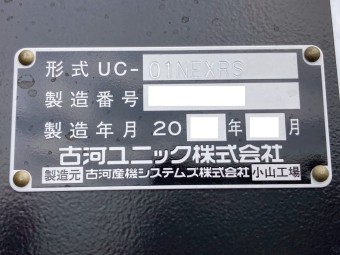 形式 UC- 01NEXRS
製造番号
製造年月 20 年 月
古河ユニック株式会社
製造元 古河産機システムズ株式会社 小山工場